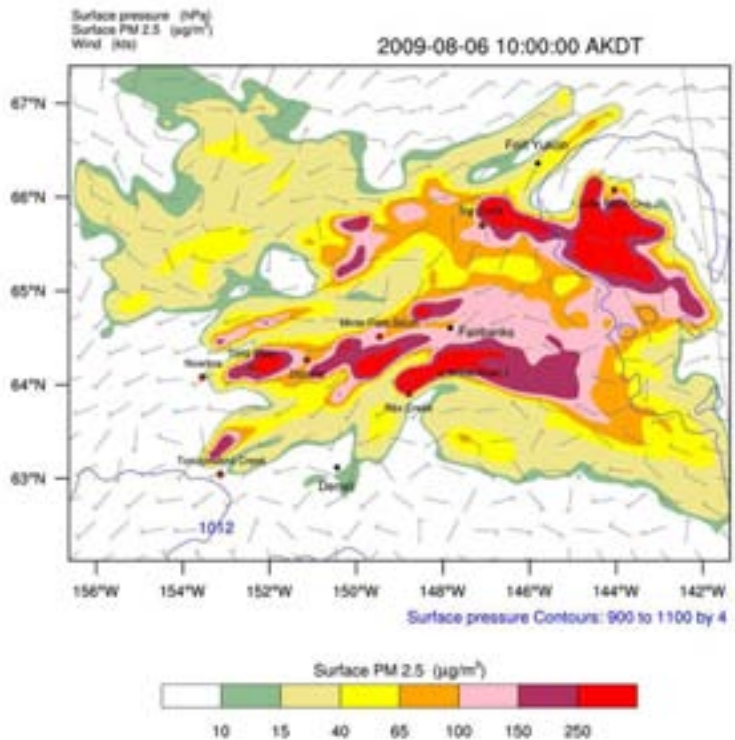 Surface pressure (hPa)
Surface PM 2.5 (µg/m³)
Wind (kts)
2009-08-06 10:00:00 AKDT
67°N
66°N
65°N
64°N
63°N
Fort Yukon
Fairbanks
Rex Creek
Denali
1012
156°W 154°W 152°W 150°W 148°W 146°W 144°W 142°W
Surface pressure Contours: 900 to 1100 by 4
Surface PM 2.5 (µg/m³)
10 15 40 65 100 150 250